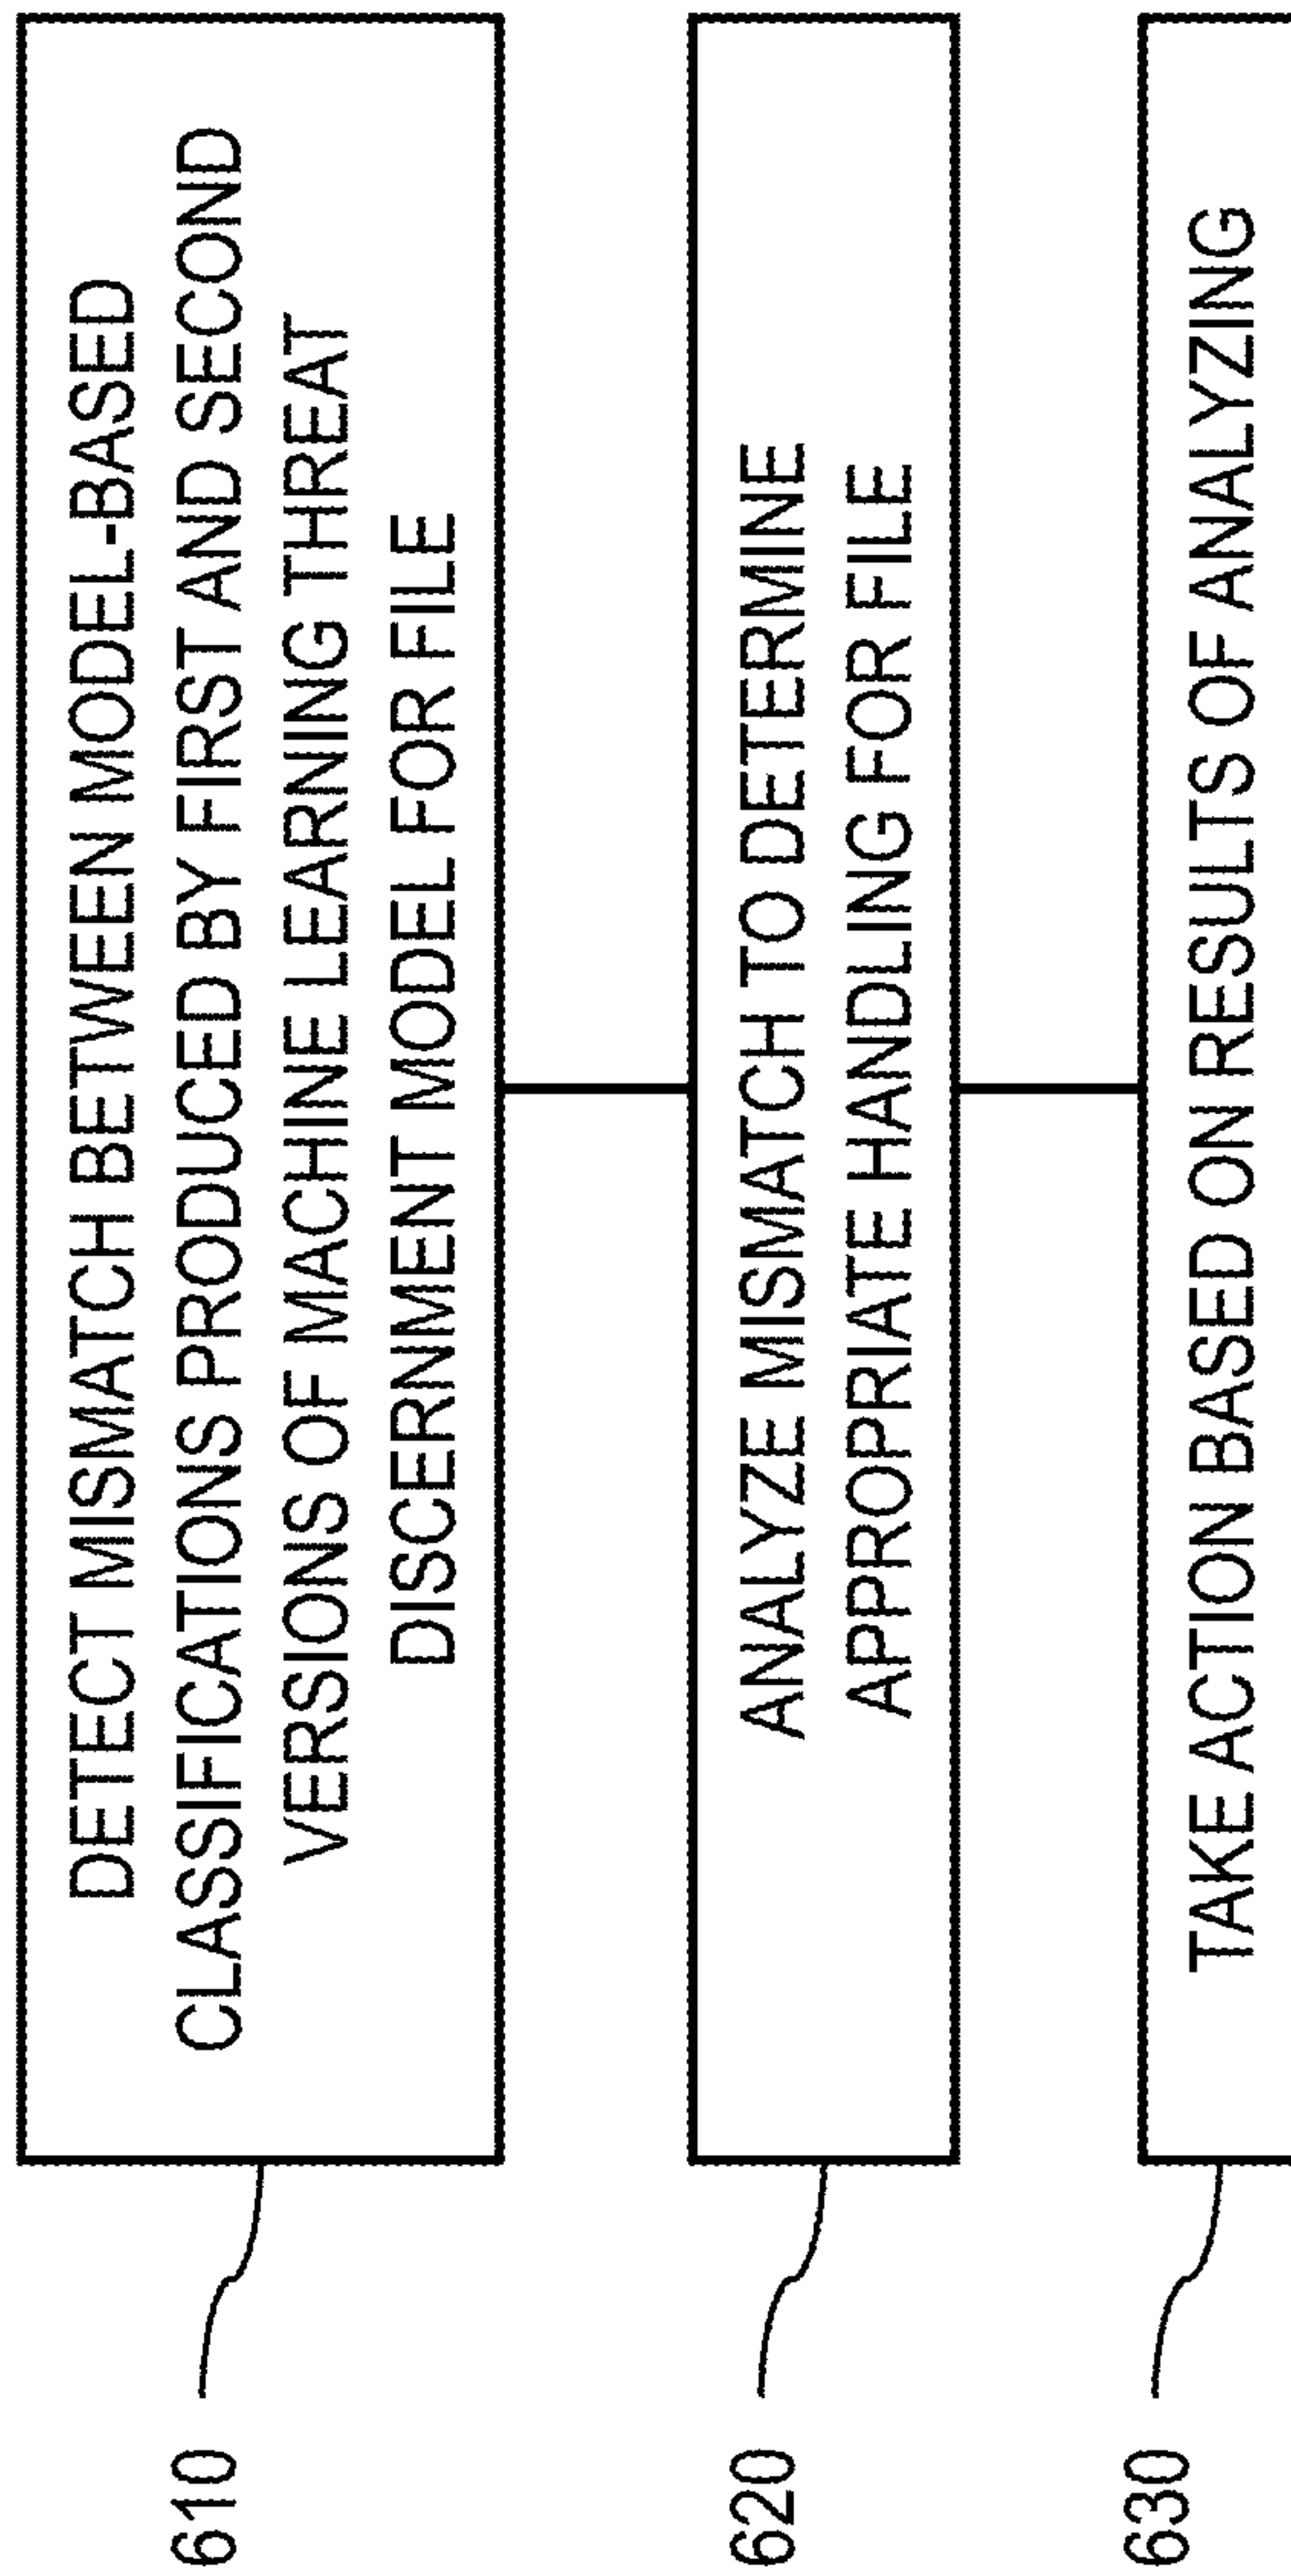 610
DETECT MISMATCH BETWEEN MODEL-BASED
CLASSIFICATIONS PRODUCED BY FIRST AND SECOND
VERSIONS OF MACHINE LEARNING THREAT
DISCERNMENT MODEL FOR FILE
620
ANALYZE MISMATCH TO DETERMINE
APPROPRIATE HANDLING FOR FILE
630
TAKE ACTION BASED ON RESULTS OF ANALYZING